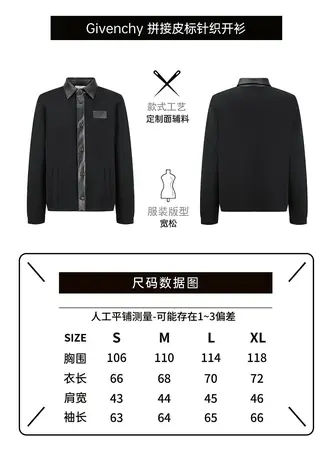 Givenchy 拼接皮标针织开衫
款式工艺
定制面辅料
服装版型
宽松
尺码数据图
人工平铺测量-可能存在1~3偏差
SIZE S M L XL
胸围 106 110 114 118
衣长 66 68 70 72
肩宽 43 44 45 46
袖长 63 64 65 66